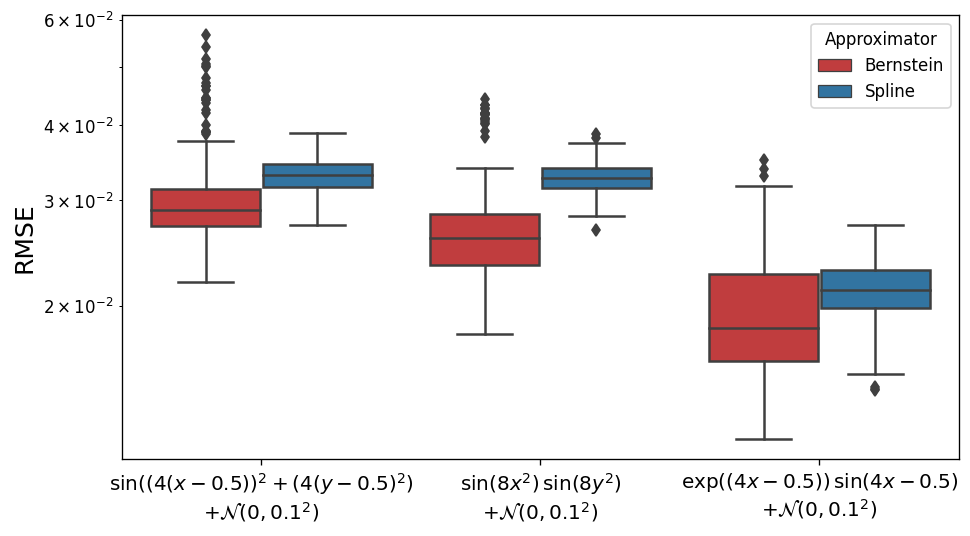 6 × 10⁻²
4 × 10⁻²
3 × 10⁻²
2 × 10⁻²
RMSE
Approximator
Bernstein
Spline
sin((4(x − 0.5))² + (4(y − 0.5)²)
+𝒩(0, 0.1²)
sin(8x²) sin(8y²)
+𝒩(0, 0.1²)
exp((4x − 0.5)) sin(4x − 0.5)
+𝒩(0, 0.1²)